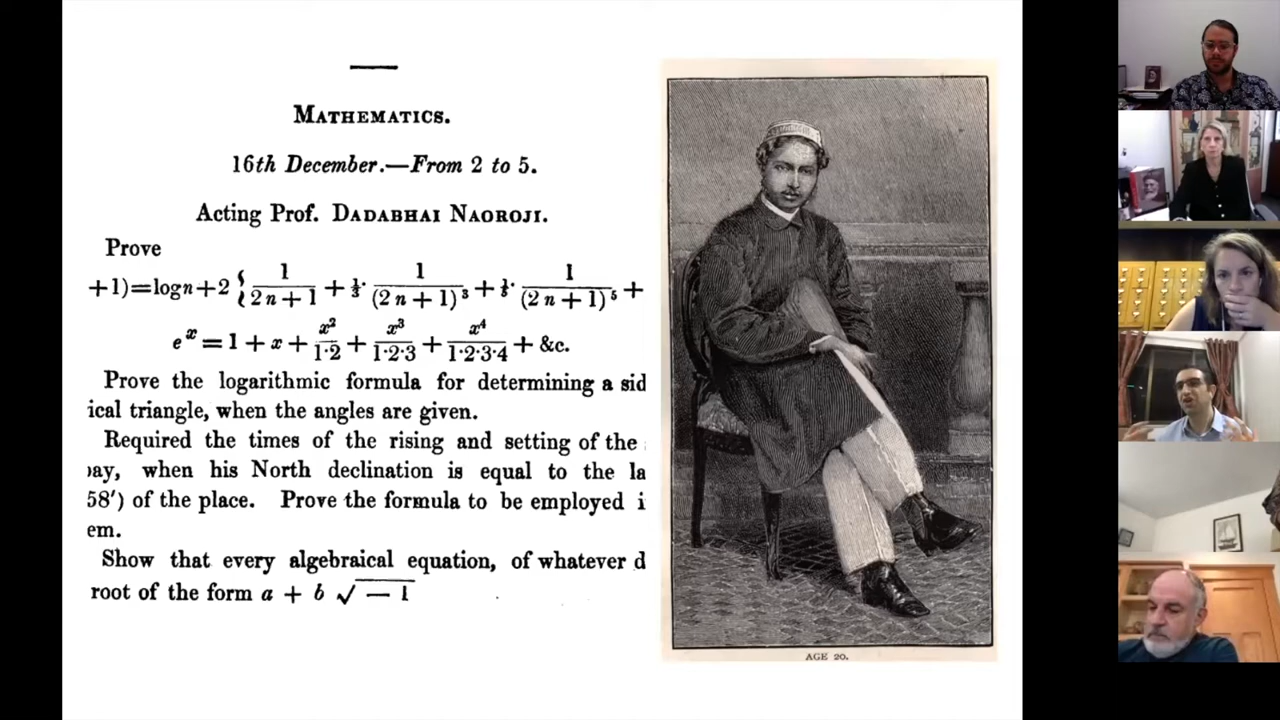 MATHEMATICS.
16th December.—From 2 to 5.
Acting Prof. DADABHAI NAOROJI.
Prove
+1)=logn+2 { 1/(2n+1) + ⅓· 1/(2n+1)³ + ⅕· 1/(2n+1)⁵ +
eˣ = 1 + x + x²/1·2 + x³/1·2·3 + x⁴/1·2·3·4 + &c.
Prove the logarithmic formula for determining a sid
ical triangle, when the angles are given.
Required the times of the rising and setting of the
ay, when his North declination is equal to the la
58′) of the place. Prove the formula to be employed i
em.
Show that every algebraical equation, of whatever d
root of the form a + b √−1
AGE 20.